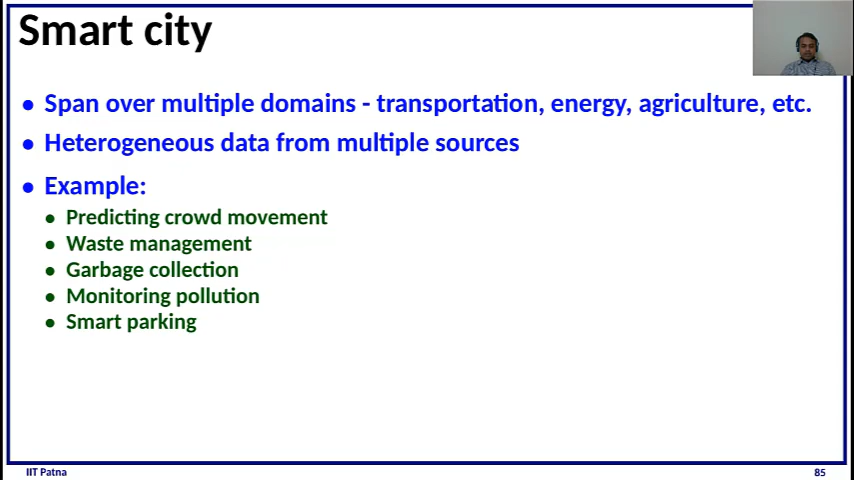 Smart city
• Span over multiple domains - transportation, energy, agriculture, etc.
• Heterogeneous data from multiple sources
• Example:
• Predicting crowd movement
• Waste management
• Garbage collection
• Monitoring pollution
• Smart parking
IIT Patna
85